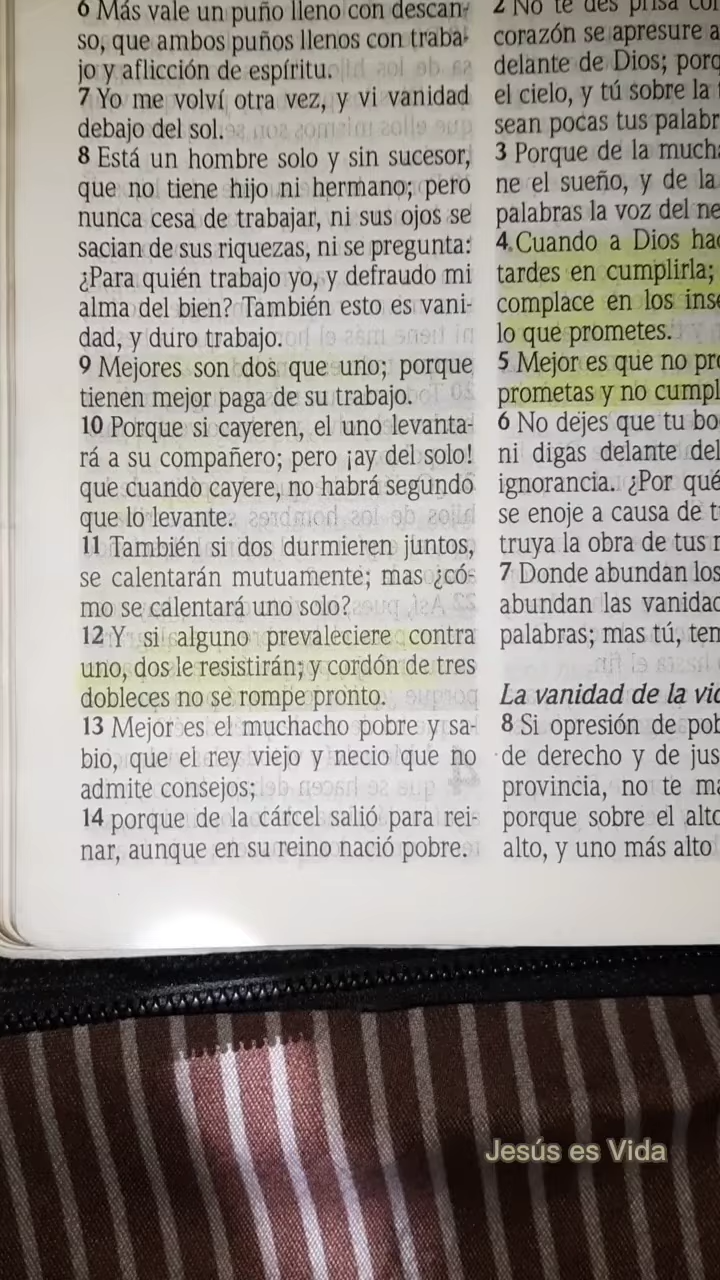 6 Más vale un puño lleno con descan-
so, que ambos puños llenos con traba-
jo y aflicción de espíritu.
7 Yo me volví otra vez, y vi vanidad
debajo del sol.
8 Está un hombre solo y sin sucesor,
que no tiene hijo ni hermano; pero
nunca cesa de trabajar, ni sus ojos se
sacian de sus riquezas, ni se pregunta:
¿Para quién trabajo yo, y defraudo mi
alma del bien? También esto es vani-
dad, y duro trabajo.
9 Mejores son dos que uno; porque
tienen mejor paga de su trabajo.
10 Porque si cayeren, el uno levanta-
rá a su compañero; pero ¡ay del solo!
que cuando cayere, no habrá segundo
que lo levante.
11 También si dos durmieren juntos,
se calentarán mutuamente; mas ¿có-
mo se calentará uno solo?
12 Y si alguno prevaleciere contra
uno, dos le resistirán; y cordón de tres
dobleces no se rompe pronto.
13 Mejor es el muchacho pobre y sa-
bio, que el rey viejo y necio que no
admite consejos;
14 porque de la cárcel salió para rei-
nar, aunque en su reino nació pobre.
2 No te des prisa con
corazón se apresure a
delante de Dios; porq
el cielo, y tú sobre la
sean pocas tus palabr
3 Porque de la mucha
ne el sueño, y de la
palabras la voz del ne
4 Cuando a Dios hac
tardes en cumplirla;
complace en los inse
lo que prometes.
5 Mejor es que no pro
prometas y no cumpl
6 No dejes que tu bo
ni digas delante del
ignorancia. ¿Por qué
se enoje a causa de t
truya la obra de tus
7 Donde abundan los
abundan las vanidad
palabras; mas tú, tem
La vanidad de la vid
8 Si opresión de pob
de derecho y de jus
provincia, no te ma
porque sobre el alto
alto, y uno más alto
Jesús es Vida